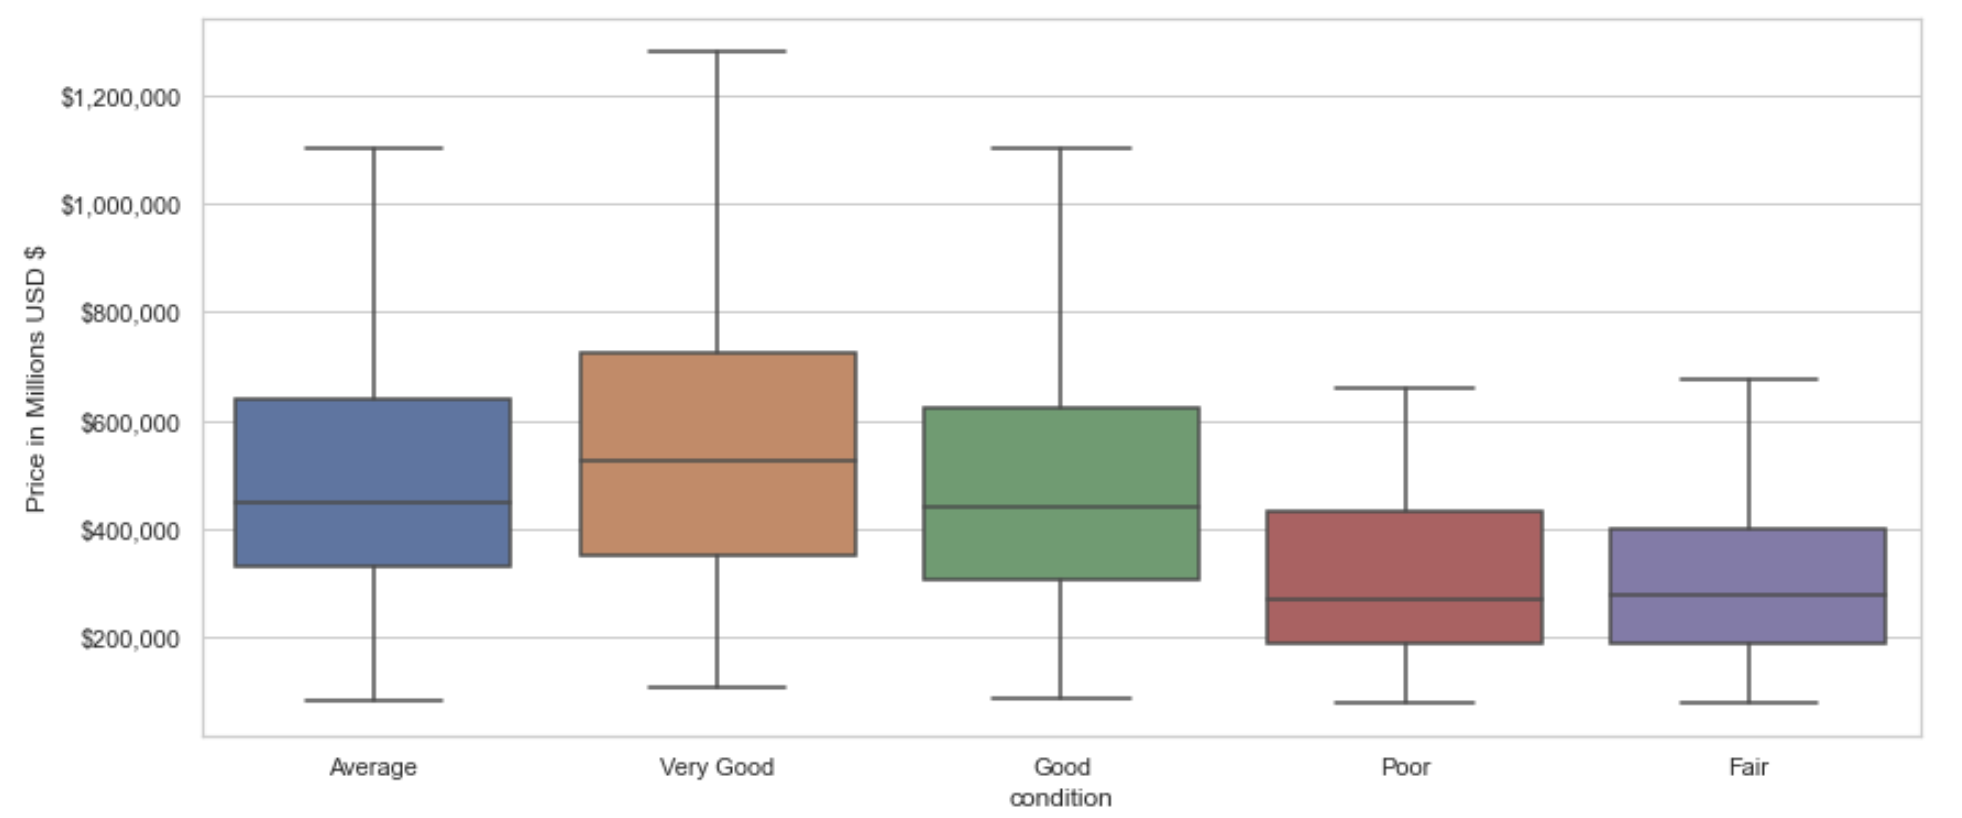 Price in Millions USD $
$1,200,000
$1,000,000
$800,000
$600,000
$400,000
$200,000
Average
Very Good
Good
Poor
Fair
condition